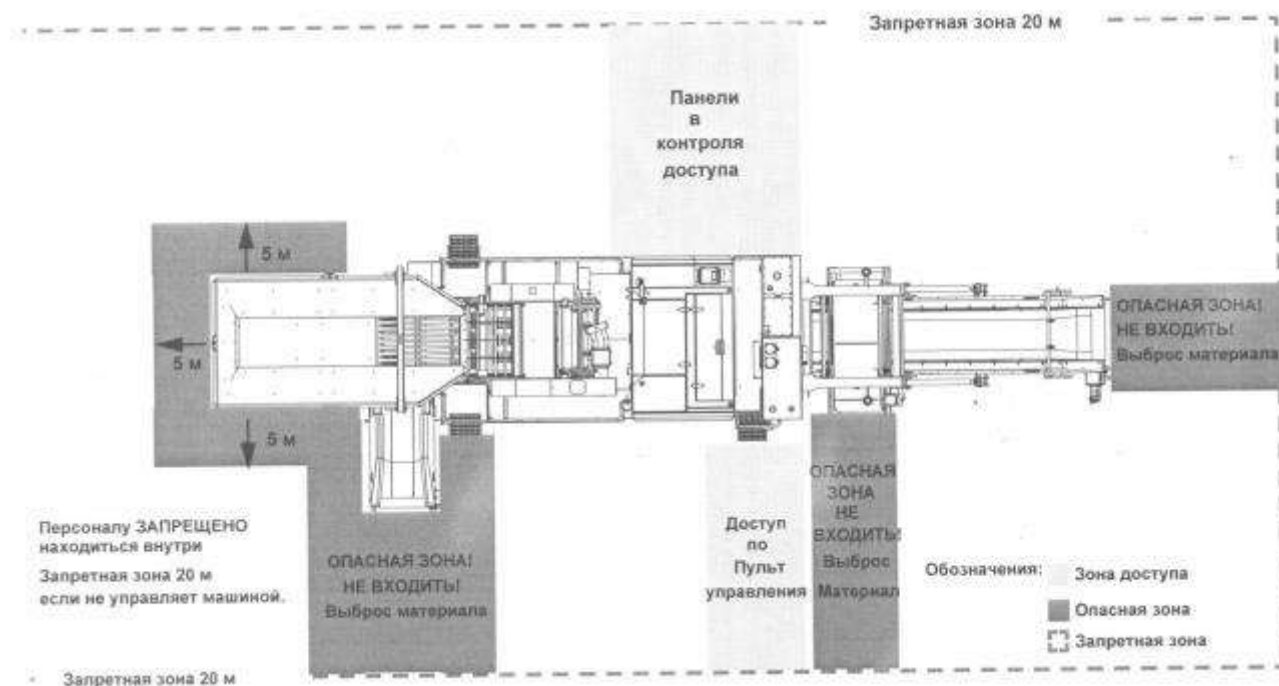 Запретная зона 20 м
Панели
в
контроля
доступа
5 м
5 м
5 м
ОПАСНАЯ ЗОНА!
НЕ ВХОДИТЬ!
Выброс материала
Персоналу ЗАПРЕЩЕНО
находиться внутри
Запретная зона 20 м
если не управляет машиной.
ОПАСНАЯ ЗОНА!
НЕ ВХОДИТЬ!
Выброс материала
Доступ
по
Пульт
управления
ОПАСНАЯ
ЗОНА
НЕ
ВХОДИТЬ!
Выброс
Материал
Обозначения:
Зона доступа
Опасная зона
Запретная зона
Запретная зона 20 м